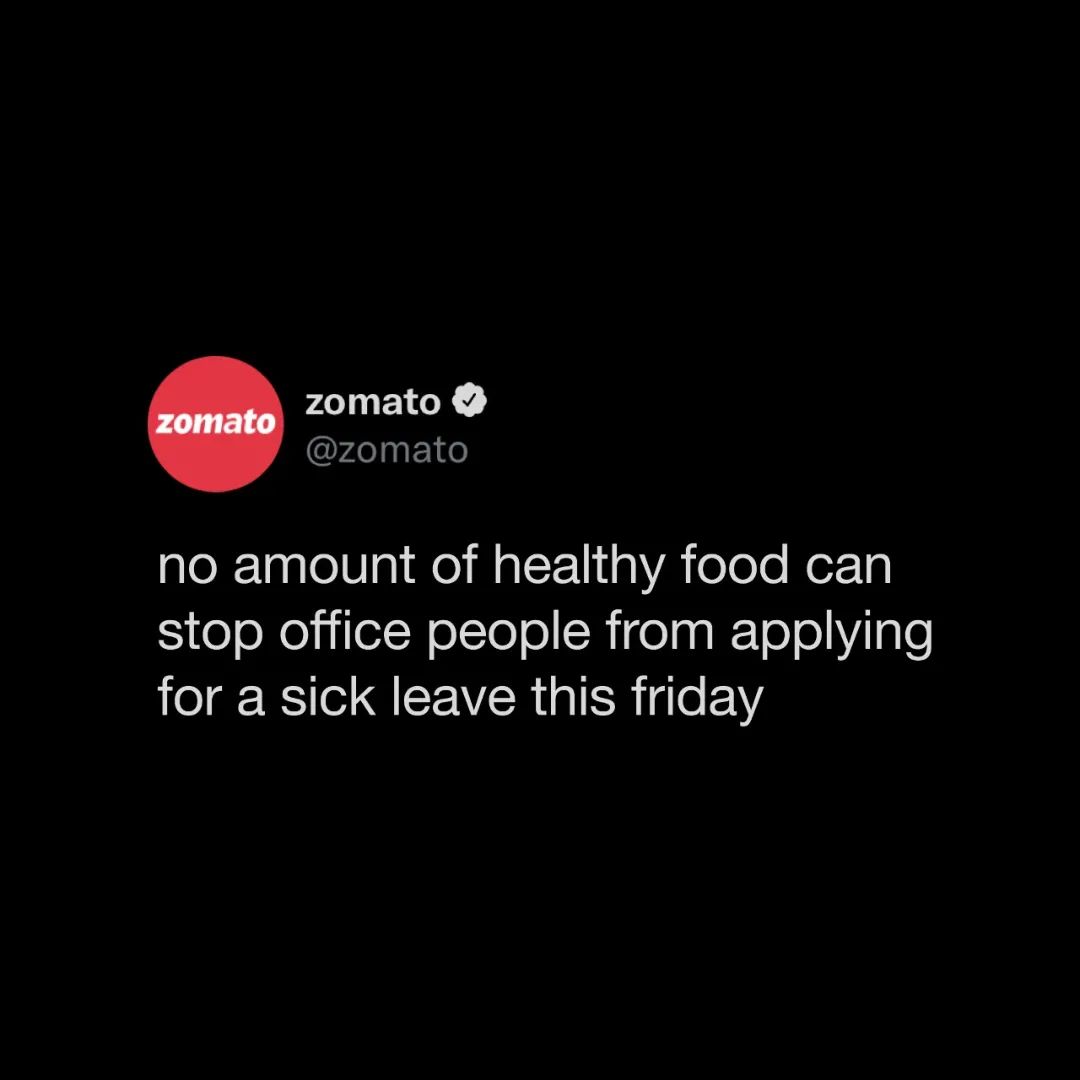 zomato
zomato
@zomato
no amount of healthy food can
stop office people from applying
for a sick leave this friday